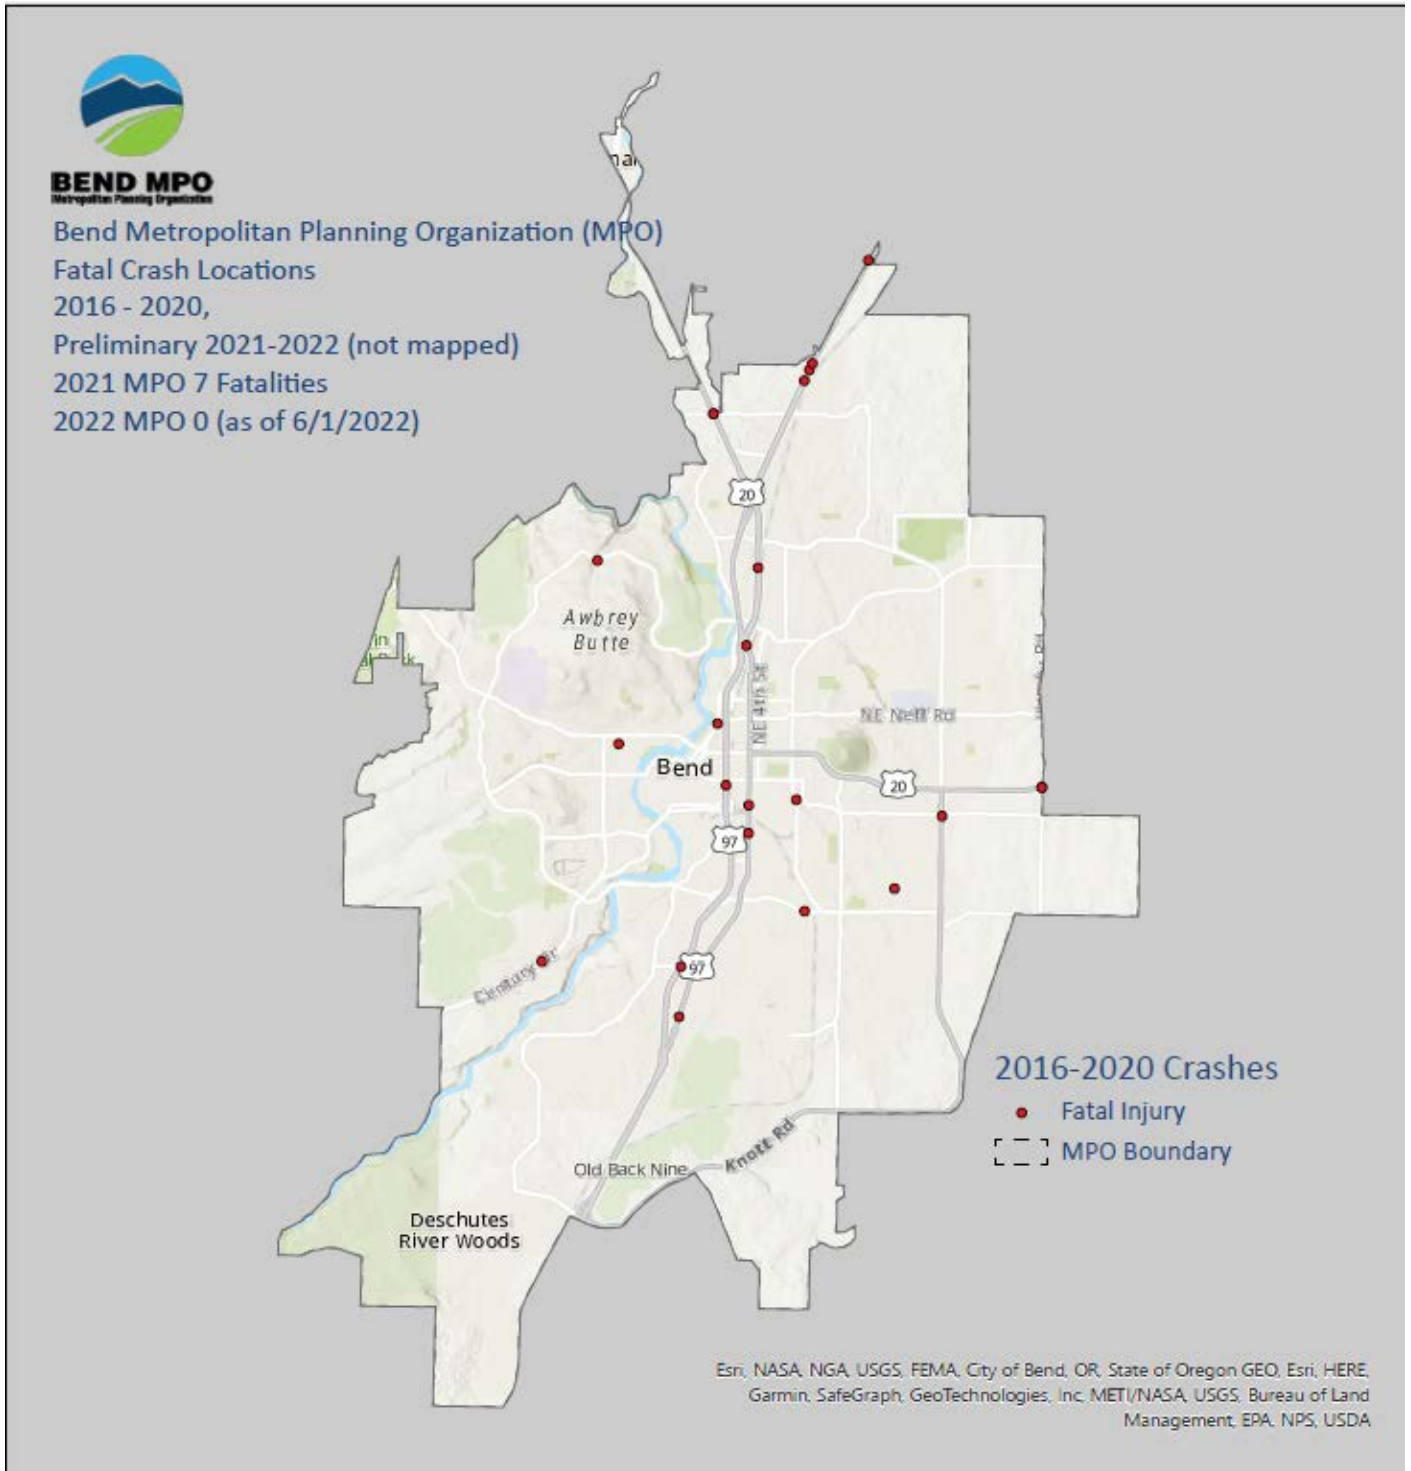 BEND MPO
Metropolitan Planning Organization
Bend Metropolitan Planning Organization (MPO)
Fatal Crash Locations
2016 - 2020,
Preliminary 2021-2022 (not mapped)
2021 MPO 7 Fatalities
2022 MPO 0 (as of 6/1/2022)
20
Awbrey
Butte
NE 4th St
NE Neff Rd
Bend
20
97
97
Century Dr
2016-2020 Crashes
Fatal Injury
MPO Boundary
Knott Rd
Old Back Nine
Deschutes
River Woods
Esri, NASA, NGA, USGS, FEMA, City of Bend, OR, State of Oregon GEO, Esri, HERE,
Garmin, SafeGraph, GeoTechnologies, Inc, METI/NASA, USGS, Bureau of Land
Management, EPA, NPS, USDA